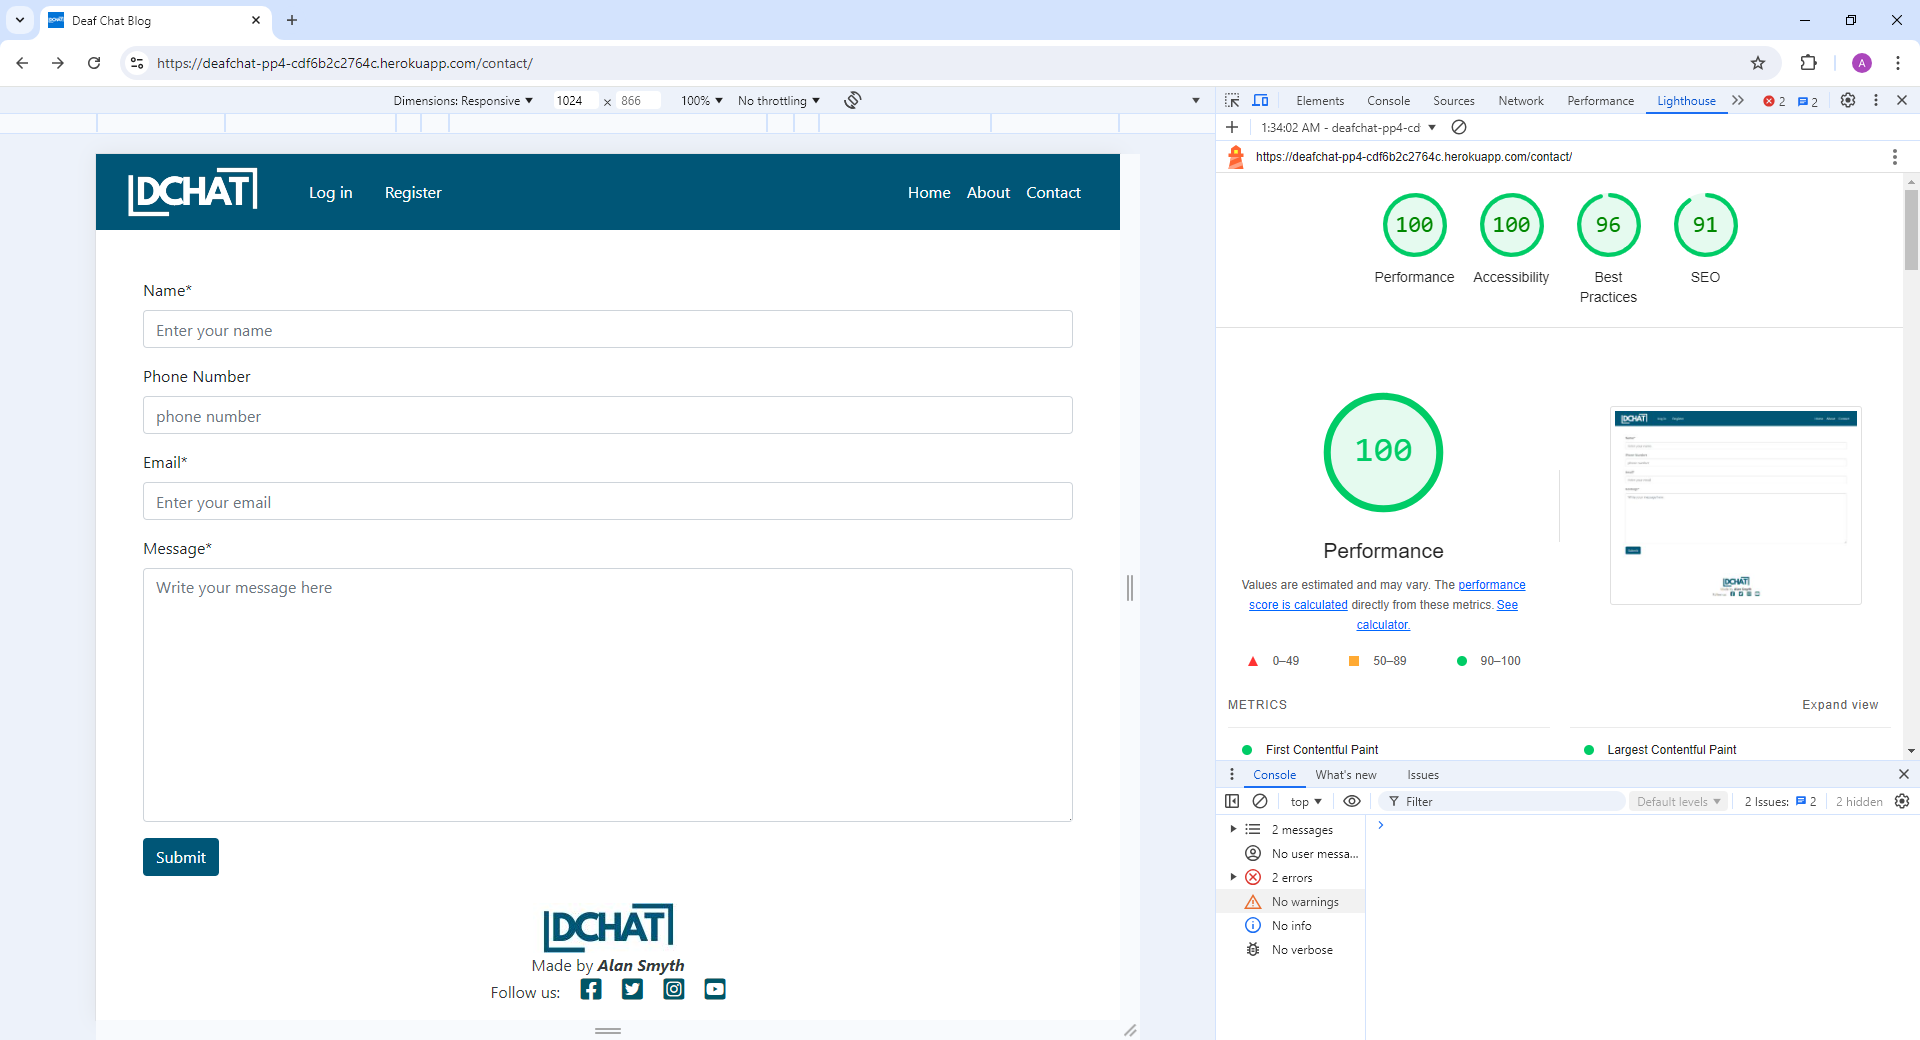 Deaf Chat Blog
https://deafchat-pp4-cdf6b2c2764c.herokuapp.com/contact/
A
Dimensions: Responsive 1024 × 866 100% No throttling
Elements Console Sources Network Performance Lighthouse 2 2
1:34:02 AM - deafchat-pp4-cd
https://deafchat-pp4-cdf6b2c2764c.herokuapp.com/contact/
DCHAT Log in Register Home About Contact
Name*
Enter your name
Phone Number
phone number
Email*
Enter your email
Message*
Write your message here
Submit
DCHAT
Made by Alan Smyth
Follow us:
100 100 96 91
Performance Accessibility Best Practices SEO
100
Performance
Values are estimated and may vary. The performance
score is calculated directly from these metrics. See
calculator.
0–49 50–89 90–100
METRICS Expand view
First Contentful Paint Largest Contentful Paint
Console What's new Issues
top Filter Default levels 2 Issues: 2 2 hidden
2 messages
No user messa...
2 errors
No warnings
No info
No verbose